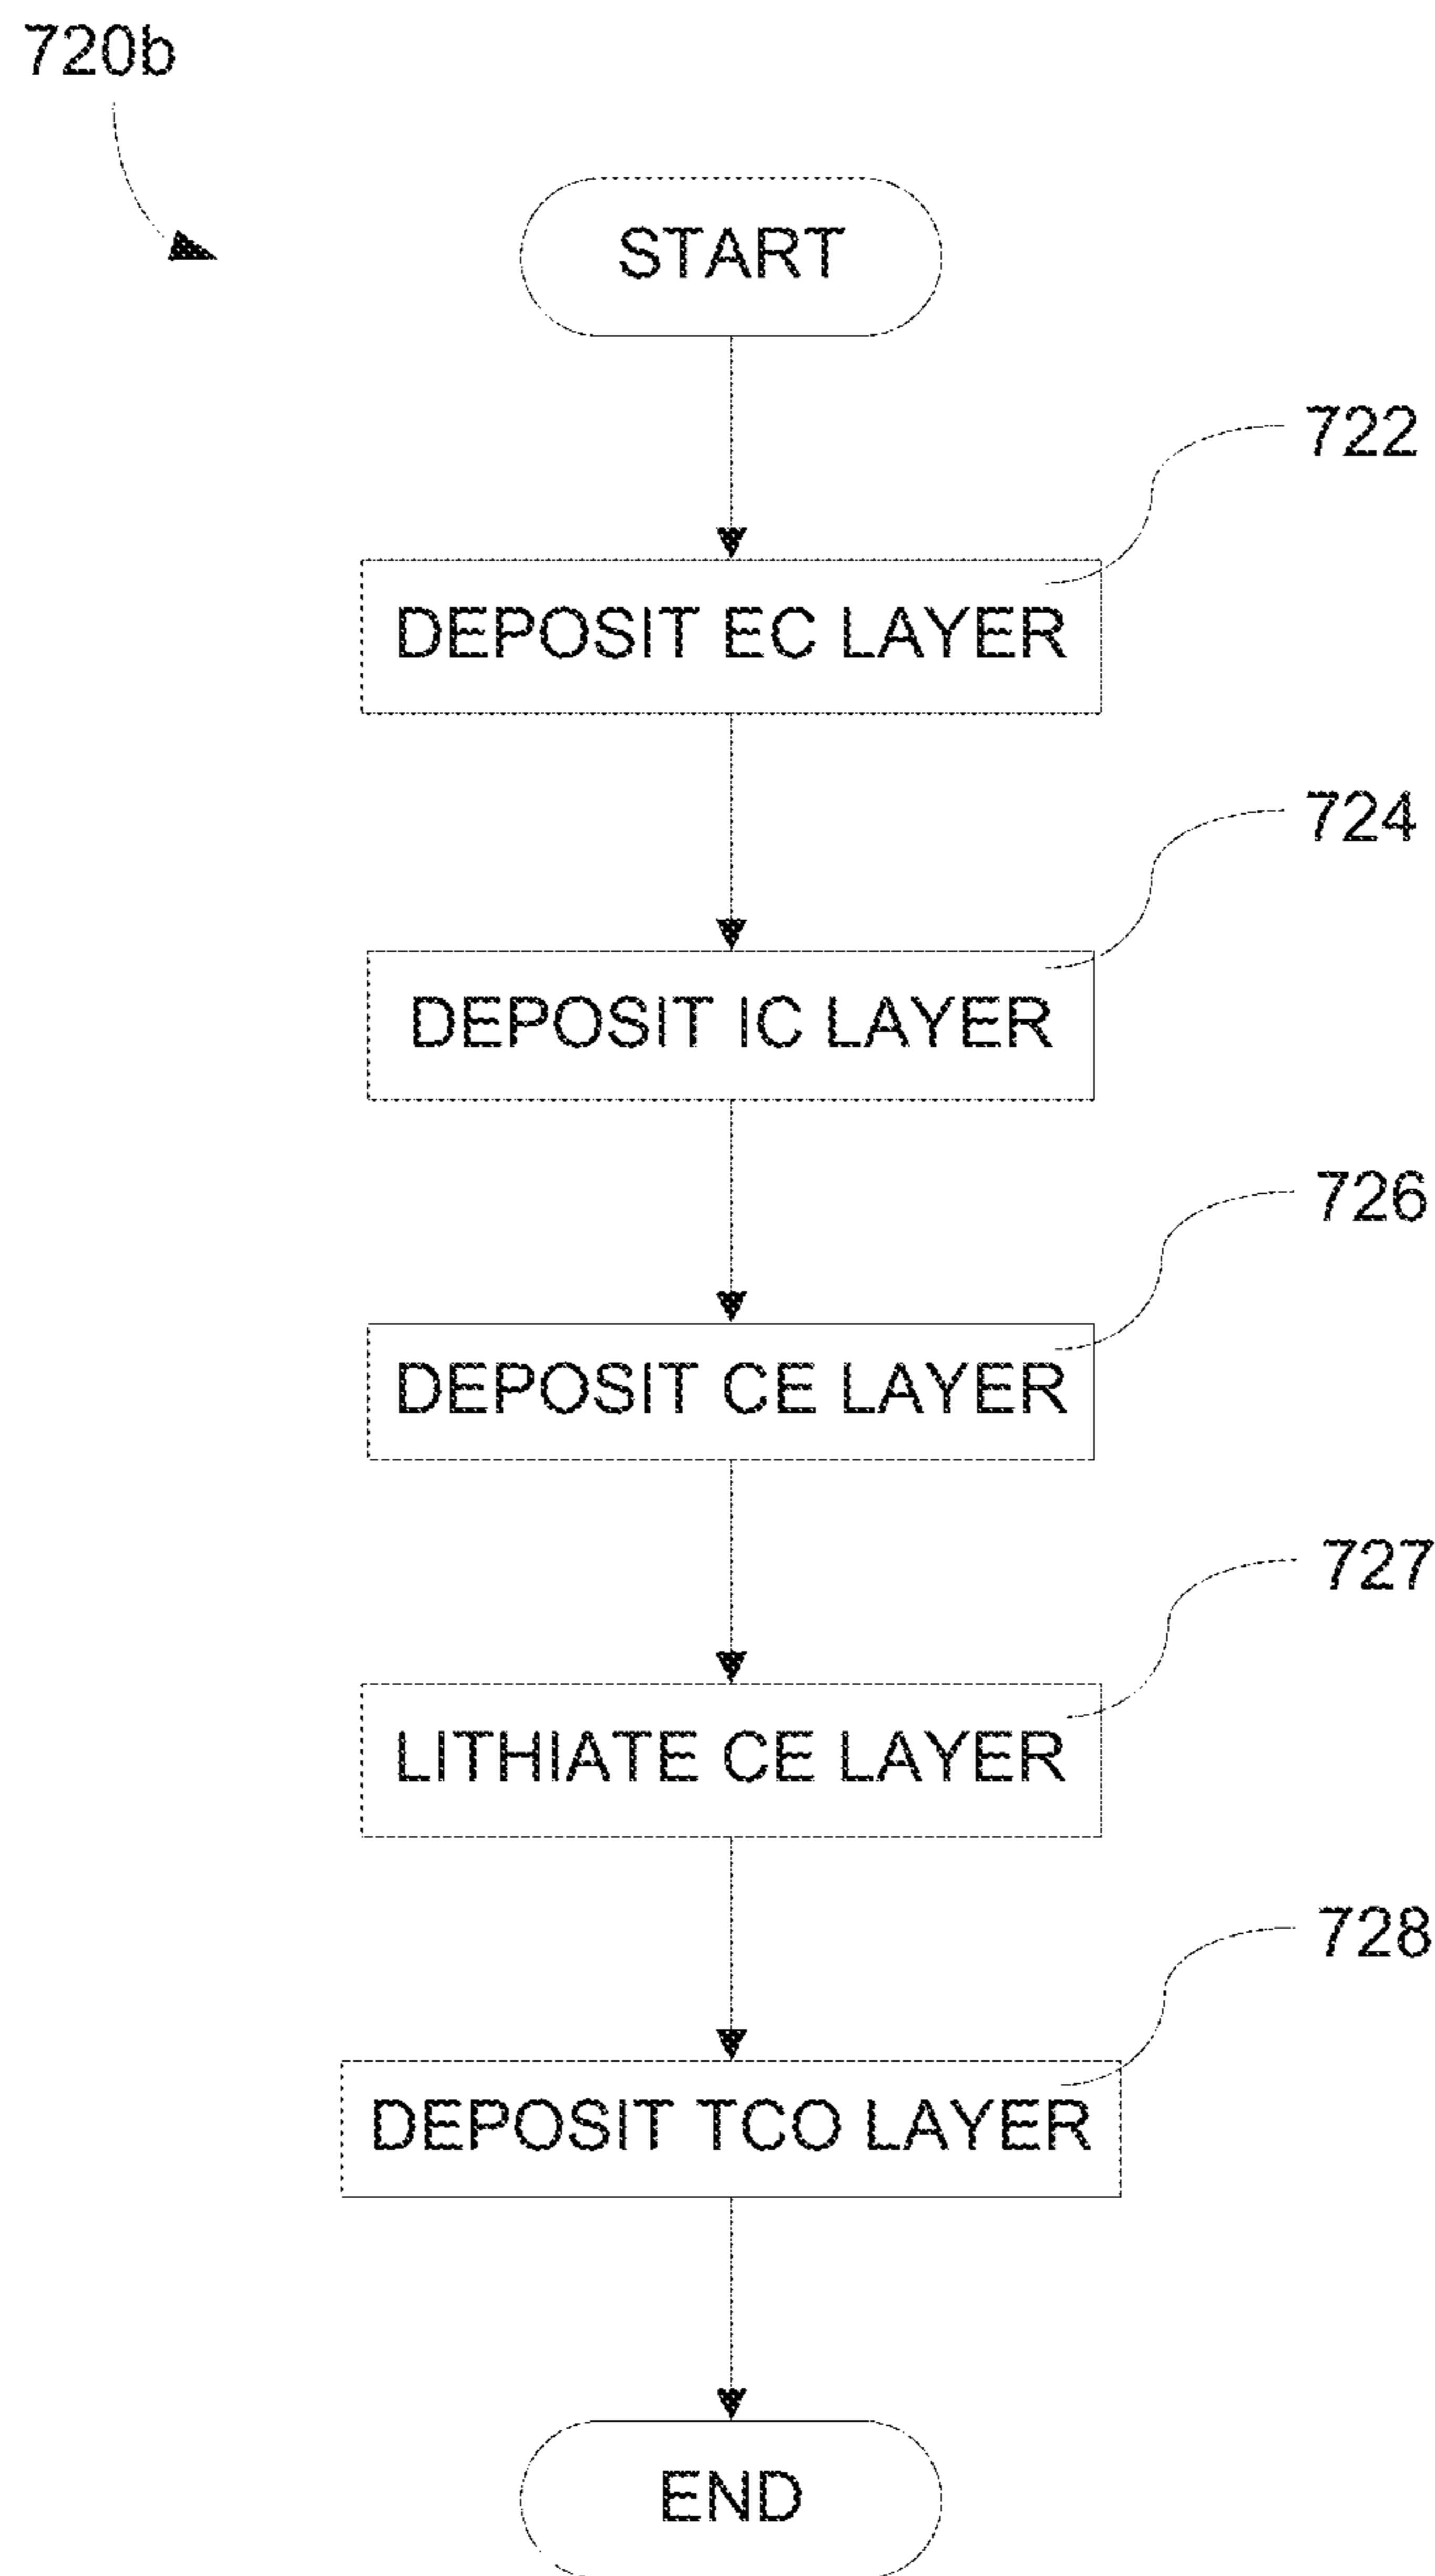 720b
START
722
DEPOSIT EC LAYER
724
DEPOSIT IC LAYER
726
DEPOSIT CE LAYER
727
LITHIATE CE LAYER
728
DEPOSIT TCO LAYER
END